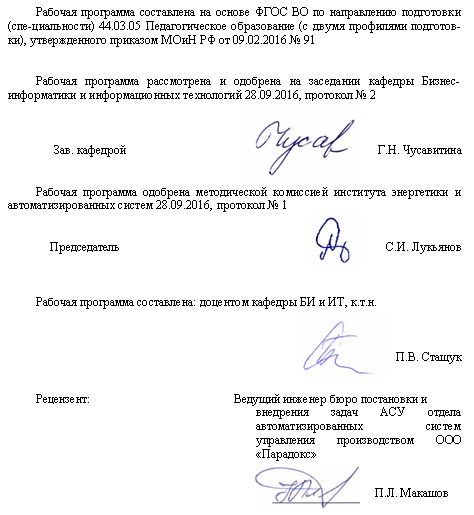 Рабочая программа составлена на основе ФГОС ВО по направлению подготовки
(спе-циальности) 44.03.05 Педагогическое образование (с двумя профилями подготов-
ки), утвержденного приказом МОиН РФ от 09.02.2016 № 91
Рабочая программа рассмотрена и одобрена на заседании кафедры Бизнес-
информатики и информационных технологий 28.09.2016, протокол № 2
Зав. кафедрой Чусав Г.Н. Чусавитина
Рабочая программа одобрена методической комиссией института энергетики и
автоматизированных систем 28.09.2016, протокол № 1
Председатель С.И. Лукьянов
Рабочая программа составлена: доцентом кафедры БИ и ИТ, к.т.н.
П.В. Сташук
Рецензент: Ведущий инженер бюро постановки и
внедрения задач АСУ отдела
автоматизированных систем
управления производством ООО
«Парадокс»
П.Л. Макашов